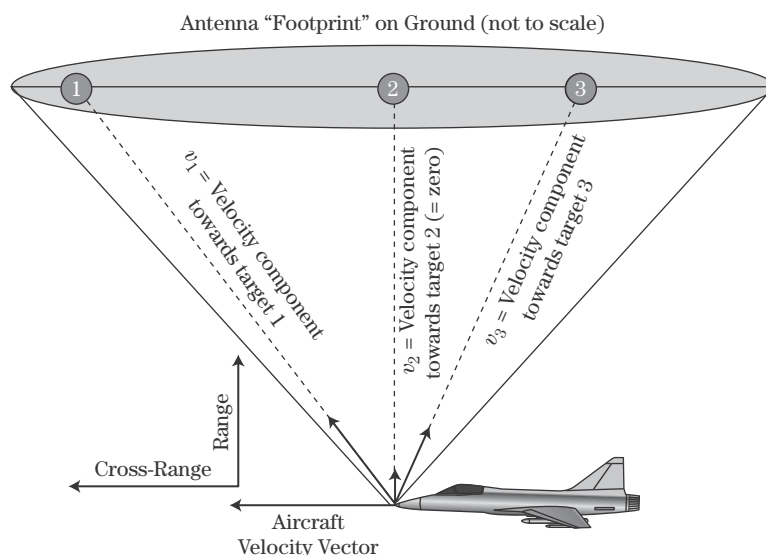 Antenna “Footprint” on Ground (not to scale)
1
2
3
v₁ = Velocity component
towards target 1
v₂ = Velocity component
towards target 2 (= zero)
v₃ = Velocity component
towards target 3
Range
Cross-Range
Aircraft
Velocity Vector